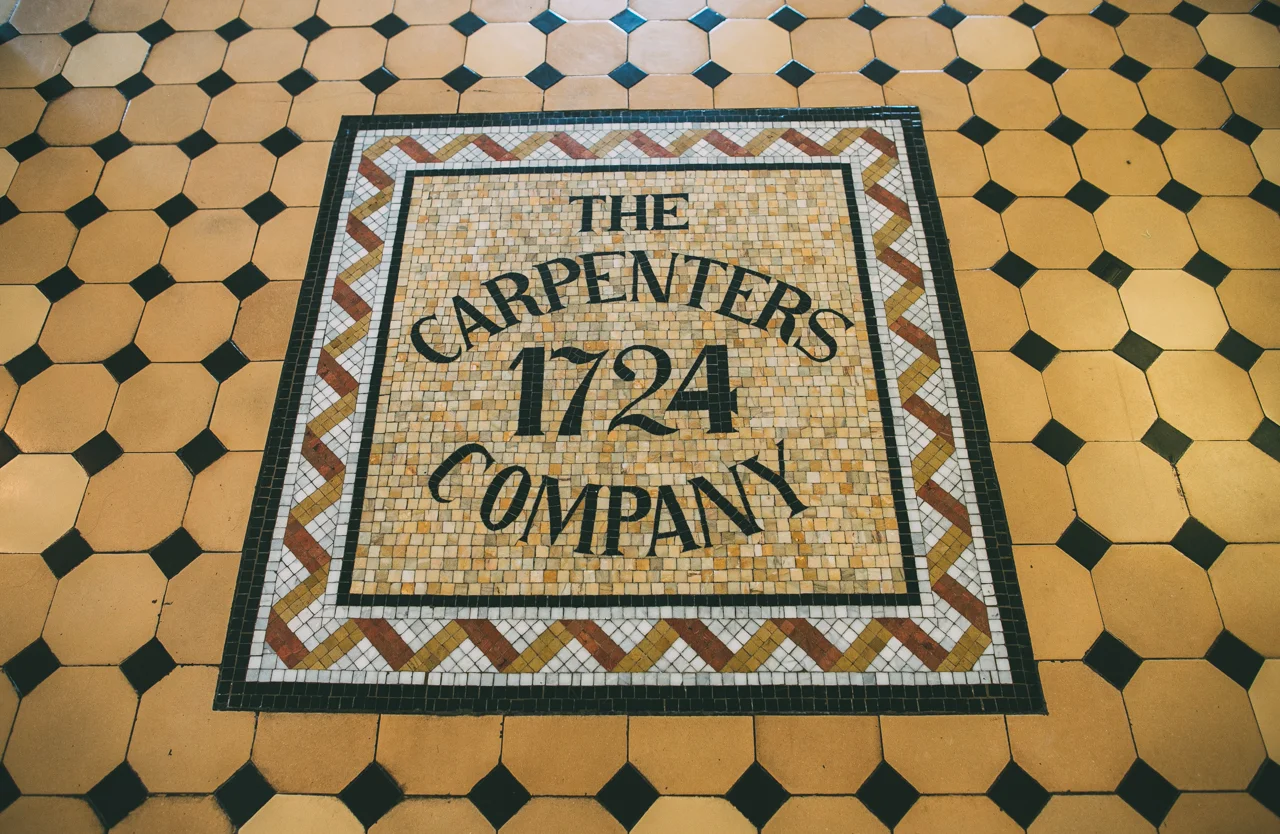 THE
CARPENTERS
1724
COMPANY